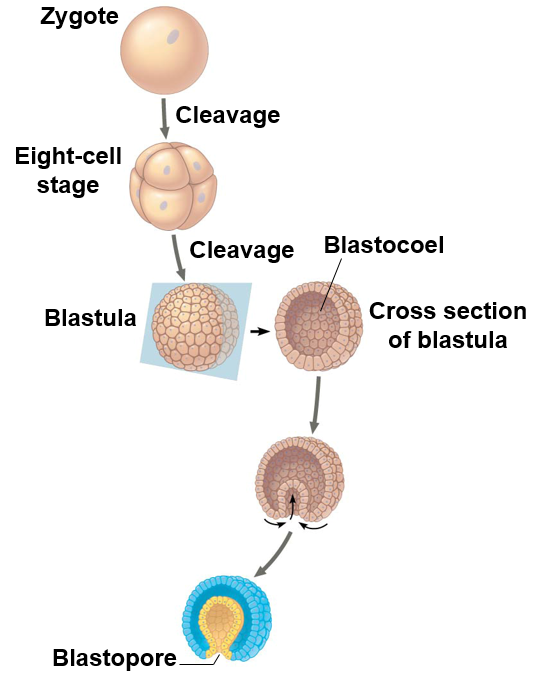 Zygote
Cleavage
Eight-cell
stage
Cleavage
Blastocoel
Blastula
Cross section
of blastula
Blastopore